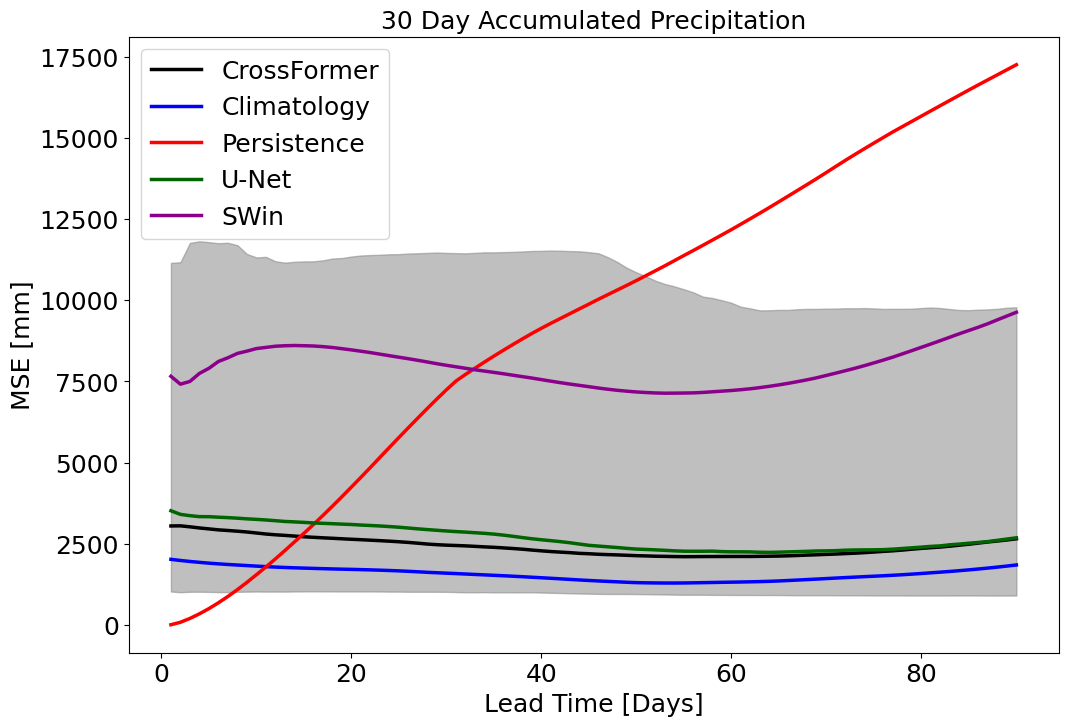 30 Day Accumulated Precipitation
17500
15000
12500
10000
7500
5000
2500
0
MSE [mm]
CrossFormer
Climatology
Persistence
U-Net
SWin
0 20 40 60 80
Lead Time [Days]